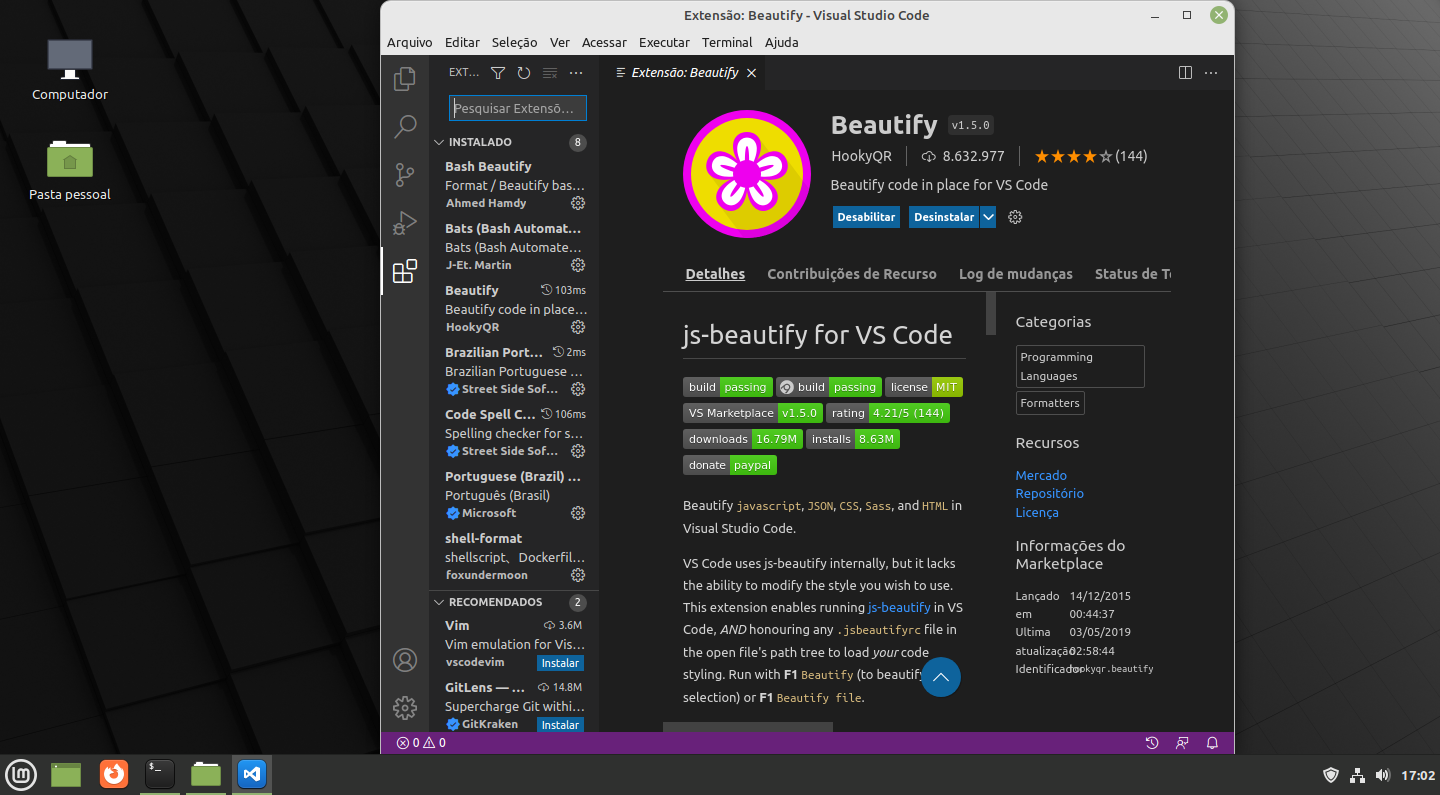 Extensão: Beautify - Visual Studio Code
Arquivo Editar Seleção Ver Acessar Executar Terminal Ajuda
Computador
Pasta pessoal
EXT...
Pesquisar Extensõ...
INSTALADO 8
Bash Beautify
Format / Beautify bas...
Ahmed Hamdy
Bats (Bash Automat...
Bats (Bash Automate...
J-Et. Martin
Beautify 103ms
Beautify code in place...
HookyQR
Brazilian Port... 2ms
Brazilian Portuguese ...
Street Side Sof...
Code Spell C... 106ms
Spelling checker for s...
Street Side Sof...
Portuguese (Brazil) ...
Português (Brasil)
Microsoft
shell-format
shellscript、Dockerfil...
foxundermoon
RECOMENDADOS 2
Vim 3.6M
Vim emulation for Vis...
vscodevim Instalar
GitLens — ... 14.8M
Supercharge Git withi...
GitKraken Instalar
Extensão: Beautify
Beautify v1.5.0
HookyQR 8.632.977 (144)
Beautify code in place for VS Code
Desabilitar Desinstalar
Detalhes Contribuições de Recurso Log de mudanças Status de Te
js-beautify for VS Code
build passing build passing license MIT
VS Marketplace v1.5.0 rating 4.21/5 (144)
downloads 16.79M installs 8.63M
donate paypal
Beautify javascript, JSON, CSS, Sass, and HTML in
Visual Studio Code.
VS Code uses js-beautify internally, but it lacks
the ability to modify the style you wish to use.
This extension enables running js-beautify in VS
Code, AND honouring any .jsbeautifyrc file in
the open file's path tree to load your code
styling. Run with F1 Beautify (to beautify
selection) or F1 Beautify file.
Categorias
Programming
Languages
Formatters
Recursos
Mercado
Repositório
Licença
Informações do
Marketplace
Lançado 14/12/2015
em 00:44:37
Ultima 03/05/2019
atualização 02:58:44
Identificador hookyqr.beautify
0 0
$_
17:02